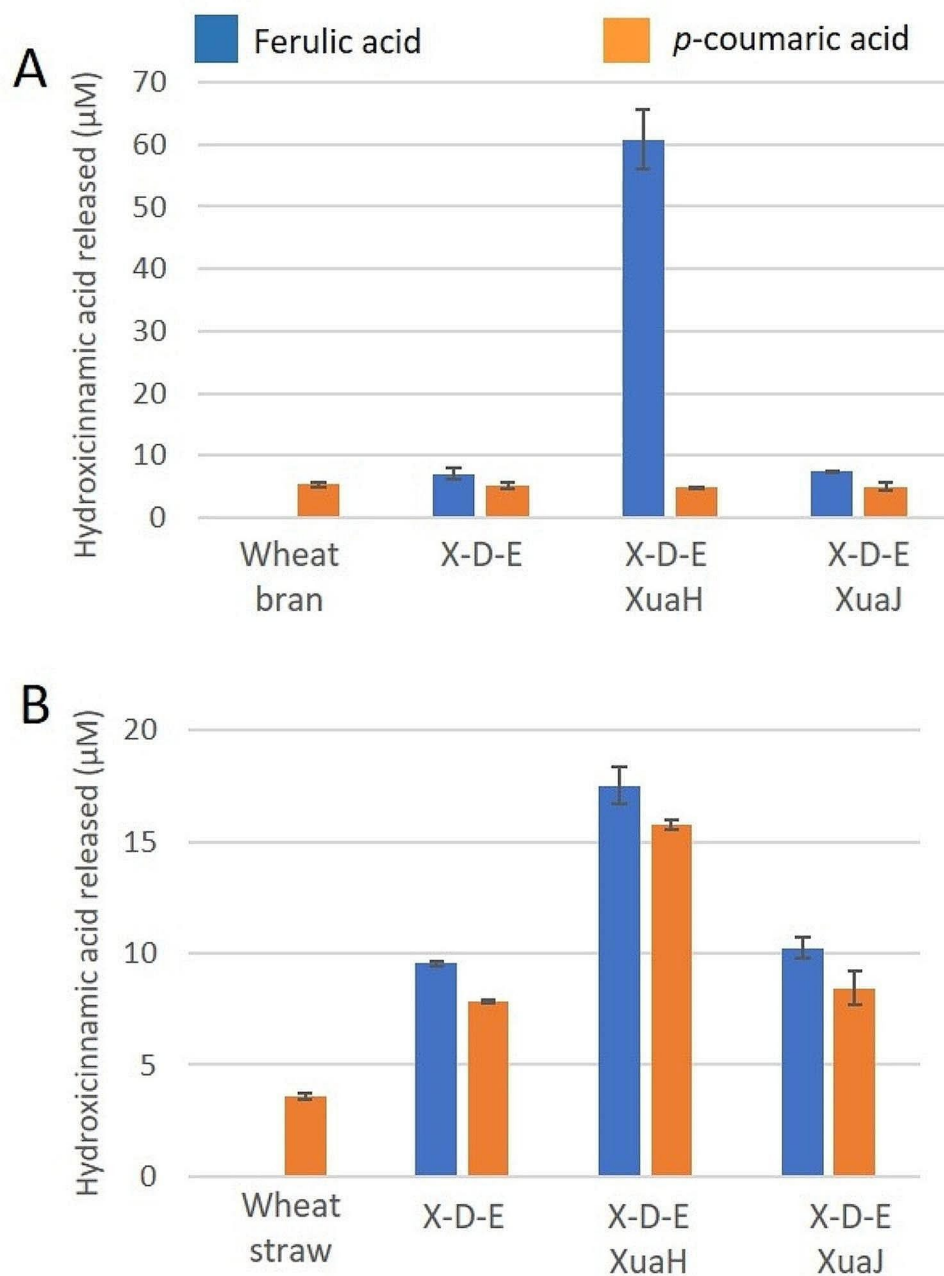 Ferulic acid
p-coumaric acid
A
Hydroxicinnamic acid released (µM)
70
60
50
40
30
20
10
0
Wheat bran
X-D-E
X-D-E XuaH
X-D-E XuaJ
B
Hydroxicinnamic acid released (µM)
20
15
10
5
0
Wheat straw
X-D-E
X-D-E XuaH
X-D-E XuaJ